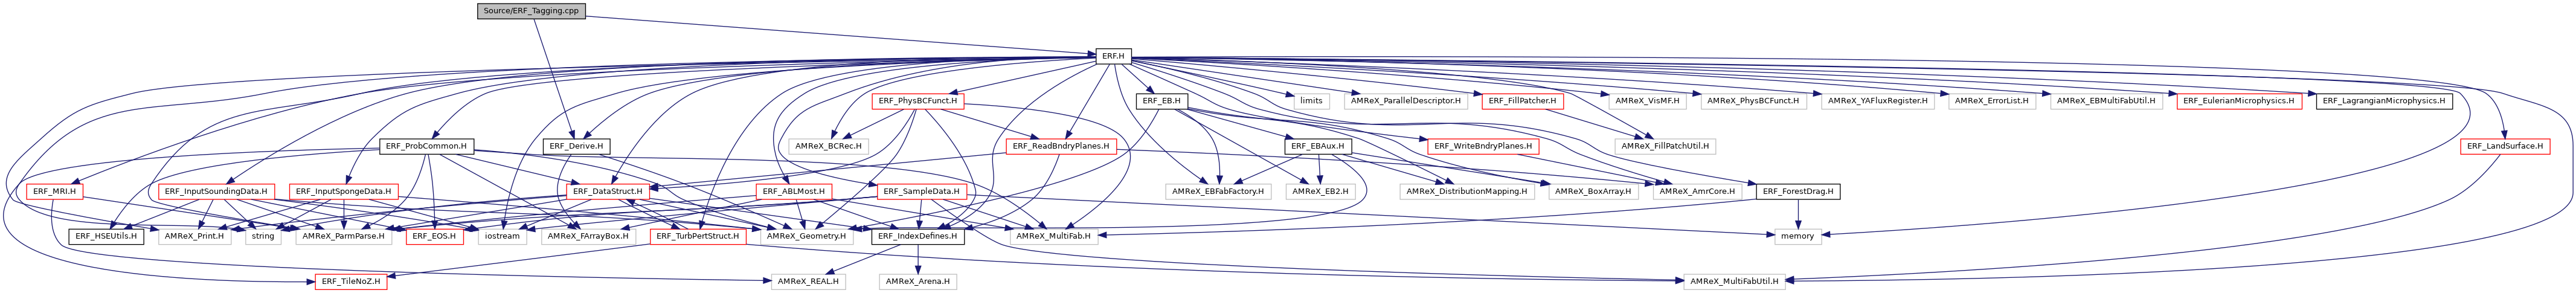 Source/ERF_Tagging.cpp
ERF.H
ERF_PhysBCFunct.H
ERF_EB.H
limits
AMReX_ParallelDescriptor.H
ERF_FillPatcher.H
AMReX_VisMF.H
AMReX_PhysBCFunct.H
AMReX_YAFluxRegister.H
AMReX_ErrorList.H
AMReX_EBMultiFabUtil.H
ERF_EulerianMicrophysics.H
ERF_LagrangianMicrophysics.H
ERF_ProbCommon.H
ERF_Derive.H
AMReX_BCRec.H
ERF_ReadBndryPlanes.H
ERF_EBAux.H
ERF_WriteBndryPlanes.H
AMReX_FillPatchUtil.H
ERF_LandSurface.H
ERF_MRI.H
ERF_InputSoundingData.H
ERF_InputSpongeData.H
ERF_DataStruct.H
ERF_ABLMost.H
ERF_SampleData.H
AMReX_EBFabFactory.H
AMReX_EB2.H
AMReX_DistributionMapping.H
AMReX_BoxArray.H
AMReX_AmrCore.H
ERF_ForestDrag.H
ERF_HSEUtils.H
AMReX_Print.H
string
AMReX_ParmParse.H
ERF_EOS.H
iostream
AMReX_FArrayBox.H
ERF_TurbPertStruct.H
AMReX_Geometry.H
ERF_IndexDefines.H
AMReX_MultiFab.H
memory
ERF_TileNoZ.H
AMReX_REAL.H
AMReX_Arena.H
AMReX_MultiFabUtil.H